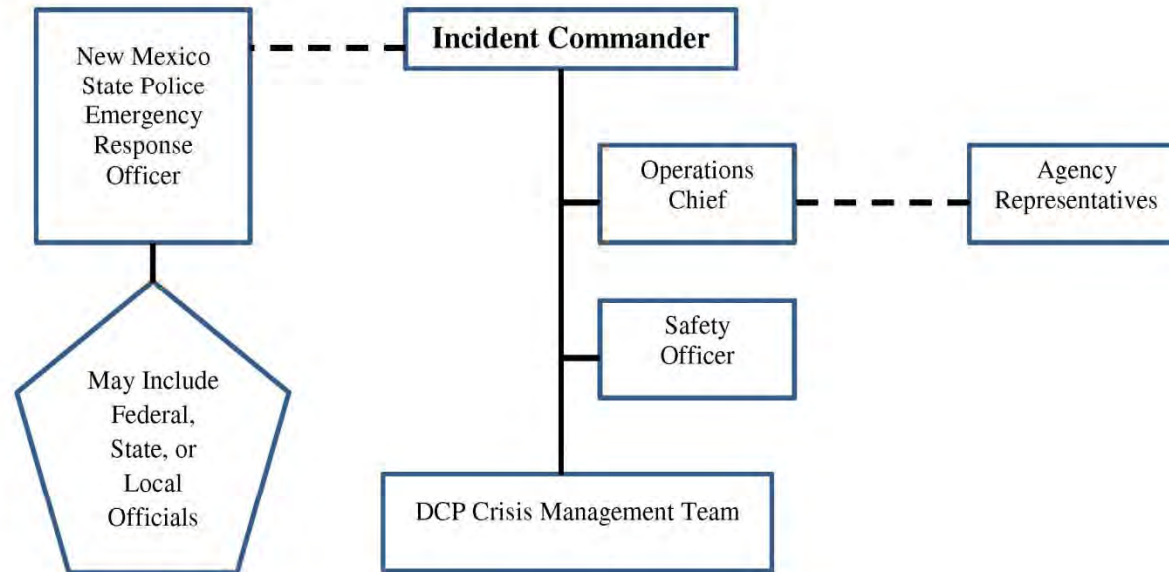 New Mexico
State Police
Emergency
Response
Officer
Incident Commander
Operations
Chief
Agency
Representatives
Safety
Officer
May Include
Federal,
State, or
Local
Officials
DCP Crisis Management Team